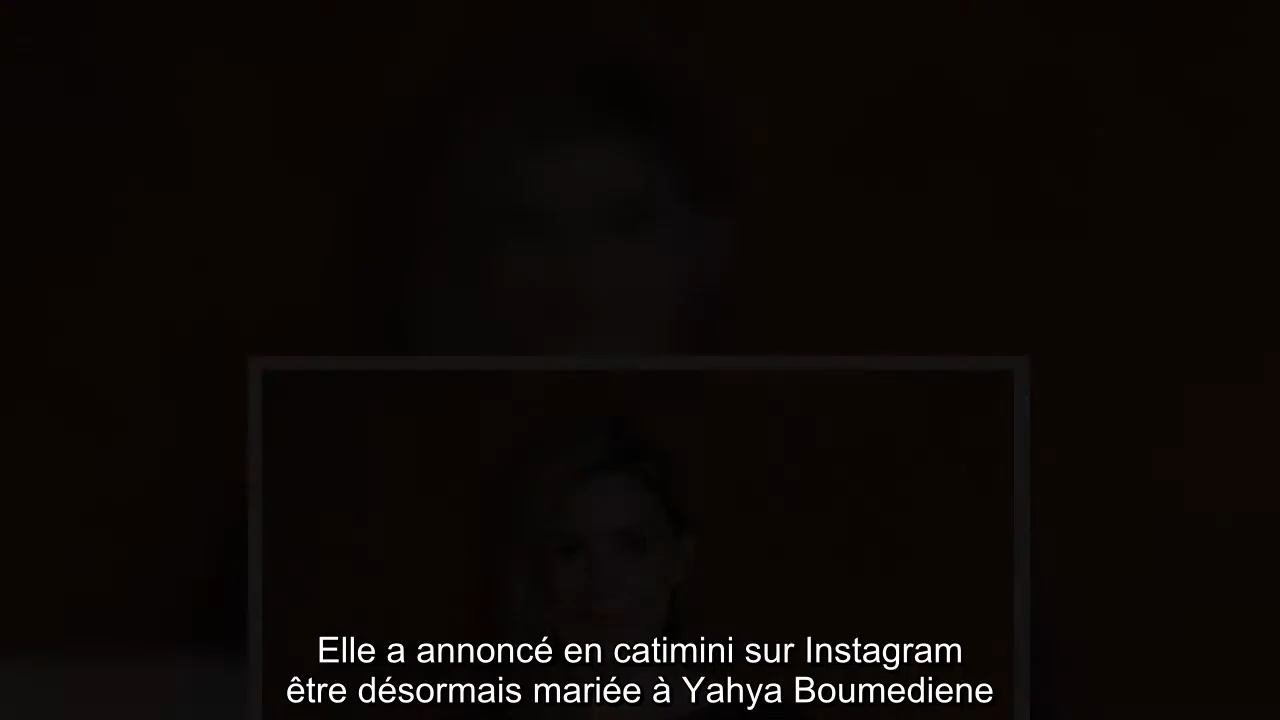 Elle a annoncé en catimini sur Instagram
être désormais mariée à Yahya Boumediene